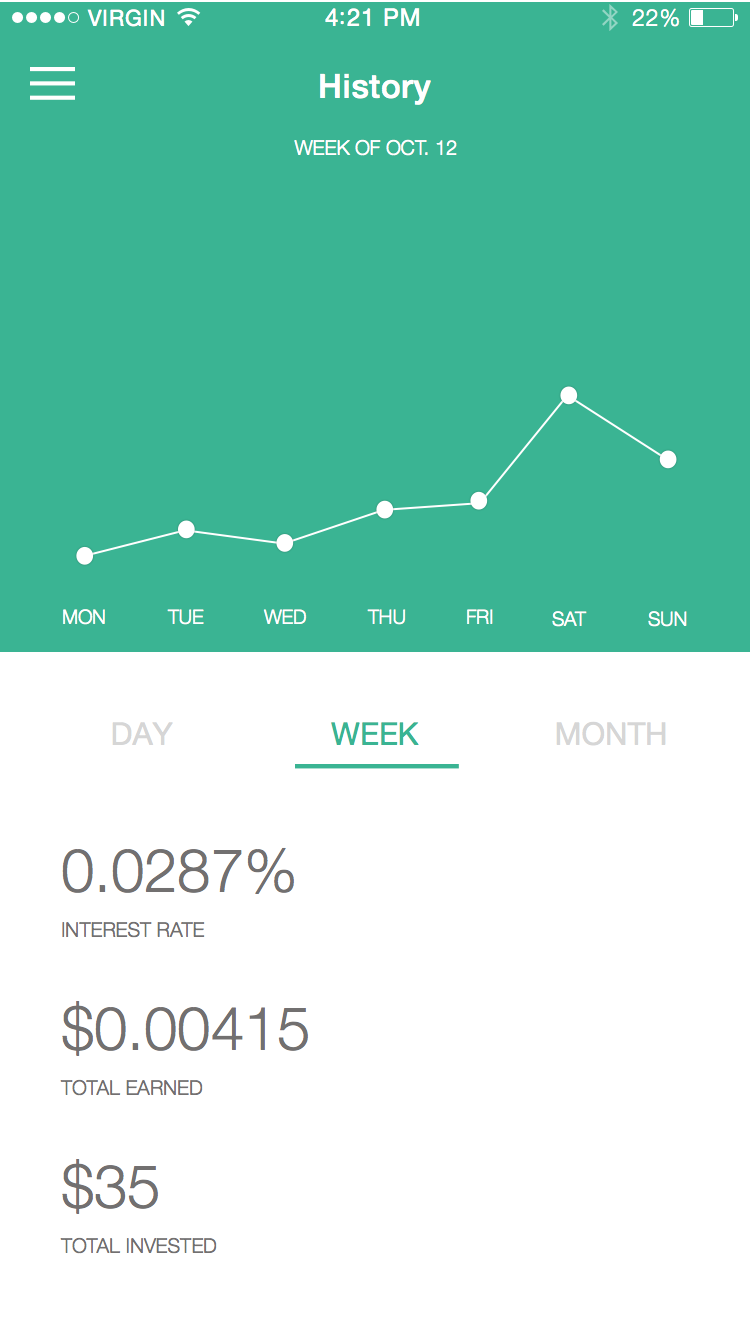 VIRGIN 4:21 PM 22%
History
WEEK OF OCT. 12
MON TUE WED THU FRI SAT SUN
DAY WEEK MONTH
0.0287%
INTEREST RATE
$0.00415
TOTAL EARNED
$35
TOTAL INVESTED